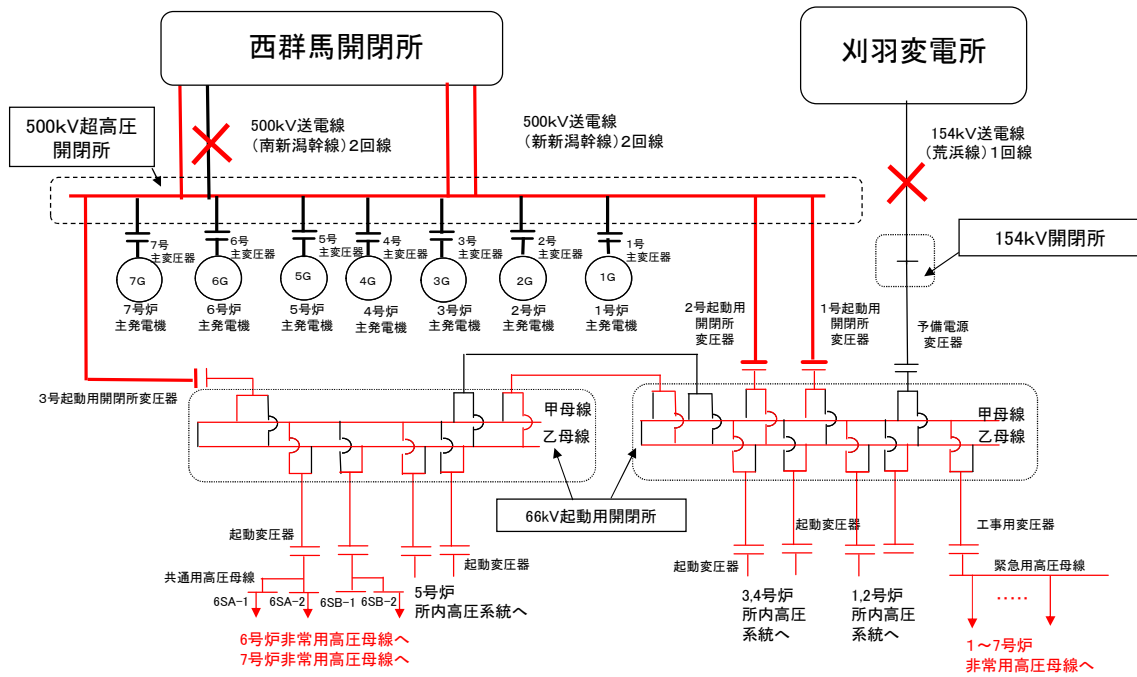 西群馬開閉所
刈羽変電所
500kV超高圧
開閉所
500kV送電線
(南新潟幹線)2回線
500kV送電線
(新新潟幹線)2回線
154kV送電線
(荒浜線)1回線
154kV開閉所
7号
主変圧器
6号
主変圧器
5号
主変圧器
4号
主変圧器
3号
主変圧器
2号
主変圧器
1号
主変圧器
7G
6G
5G
4G
3G
2G
1G
7号炉
主発電機
6号炉
主発電機
5号炉
主発電機
4号炉
主発電機
3号炉
主発電機
2号炉
主発電機
1号炉
主発電機
2号起動用
開閉所
変圧器
1号起動用
開閉所
変圧器
予備電源
変圧器
3号起動用開閉所変圧器
甲母線
乙母線
甲母線
乙母線
66kV起動用開閉所
起動変圧器
起動変圧器
起動変圧器
起動変圧器
工事用変圧器
共通用高圧母線
6SA-1
6SA-2
6SB-1
6SB-2
5号炉
所内高圧系統へ
3,4号炉
所内高圧
系統へ
1,2号炉
所内高圧
系統へ
緊急用高圧母線
.....
6号炉非常用高圧母線へ
7号炉非常用高圧母線へ
1~7号炉
非常用高圧母線へ